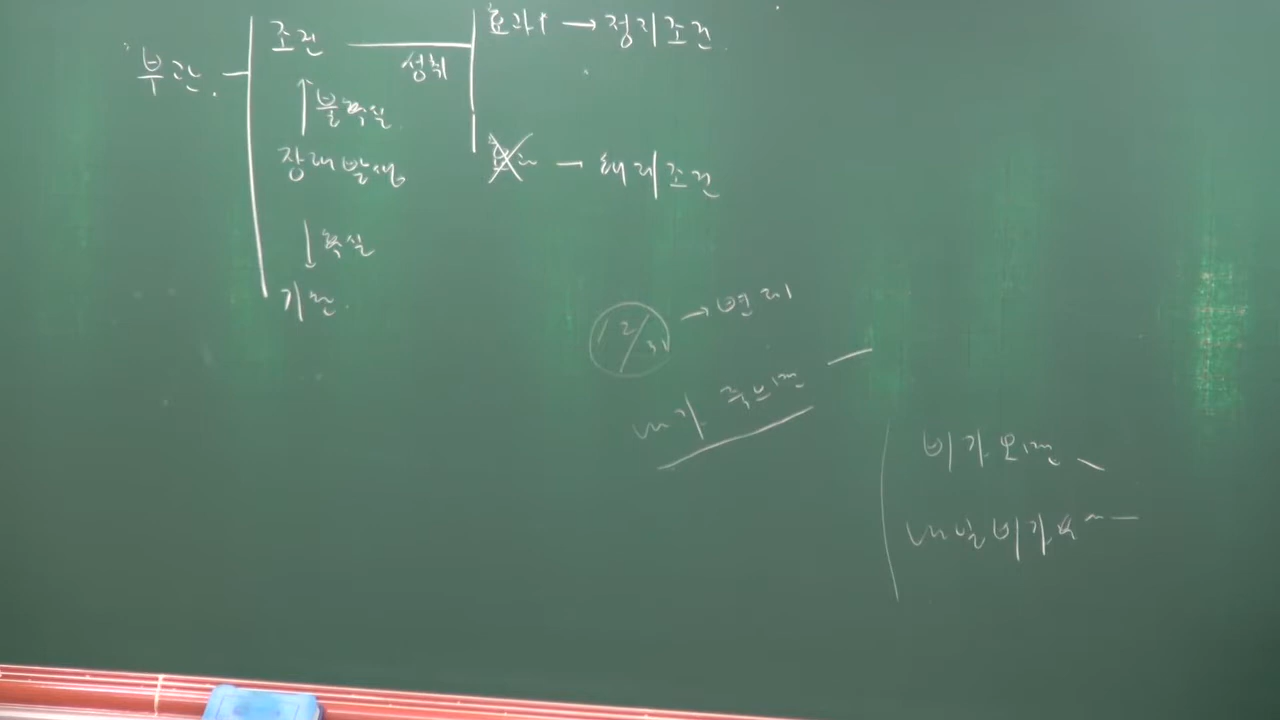 부관.
조건
성취
효과↑ → 정지조건
↑불확실
장래발생
효과 → 해제조건
↓확실
기한.
12/31 → 변제
내가 죽으면 —
비가 오면
내일 비가 오면 —